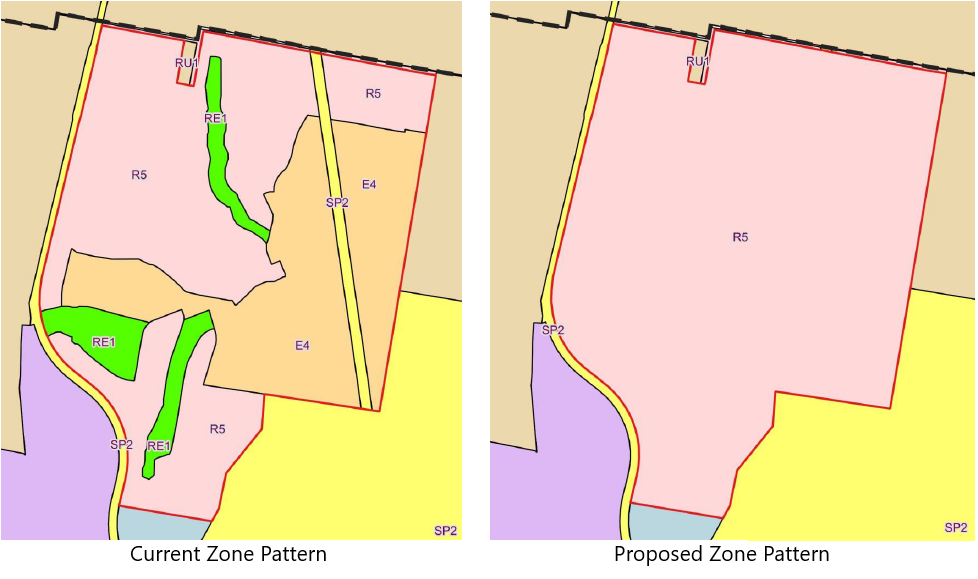 RU1
R5
RE1
E4
SP2
R5
RE1
E4
R5
SP2
RE1
SP2
Current Zone Pattern
RU1
R5
SP2
SP2
Proposed Zone Pattern